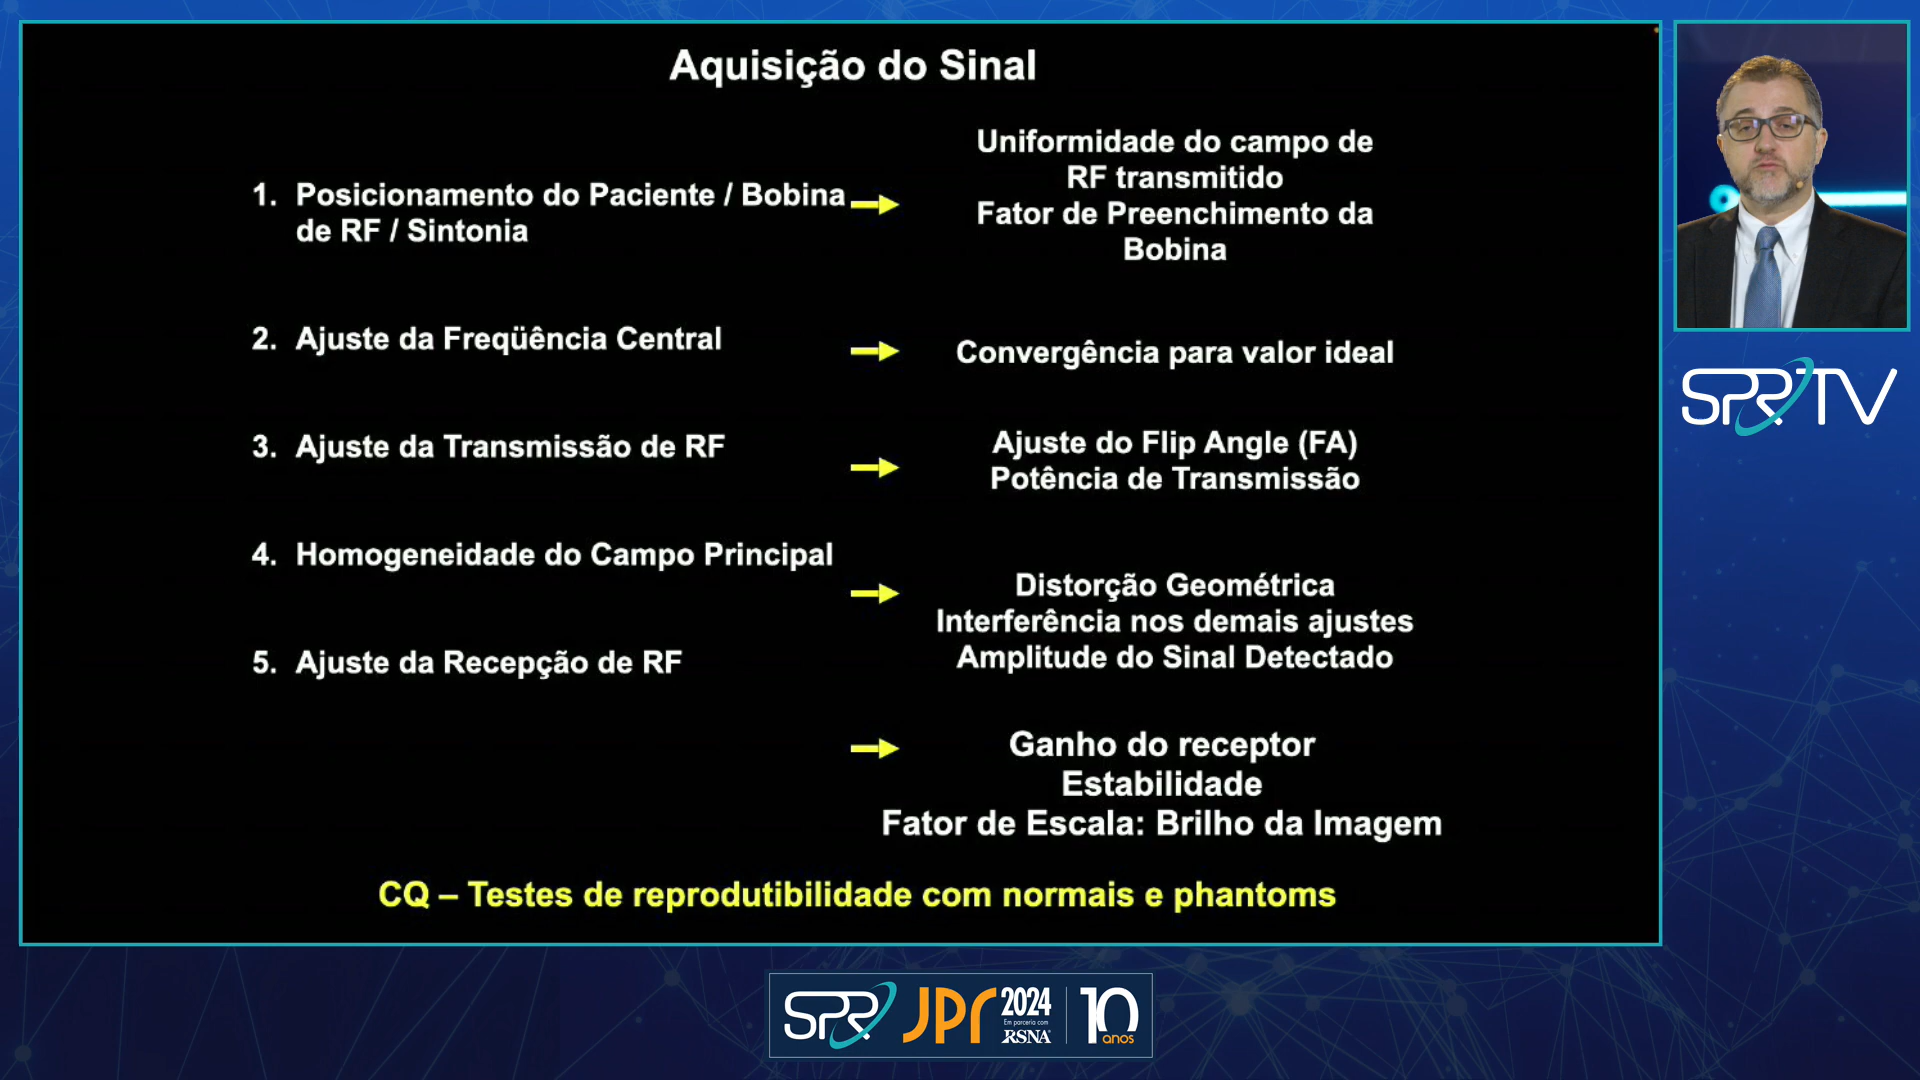 Aquisição do Sinal
1. Posicionamento do Paciente / Bobina
de RF / Sintonia
Uniformidade do campo de
RF transmitido
Fator de Preenchimento da
Bobina
2. Ajuste da Freqüência Central
Convergência para valor ideal
3. Ajuste da Transmissão de RF
Ajuste do Flip Angle (FA)
Potência de Transmissão
4. Homogeneidade do Campo Principal
Distorção Geométrica
Interferência nos demais ajustes
Amplitude do Sinal Detectado
5. Ajuste da Recepção de RF
Ganho do receptor
Estabilidade
Fator de Escala: Brilho da Imagem
CQ – Testes de reprodutibilidade com normais e phantoms
SPR TV
SPR JPR 2024
Em parceria com
RSNA
10
anos